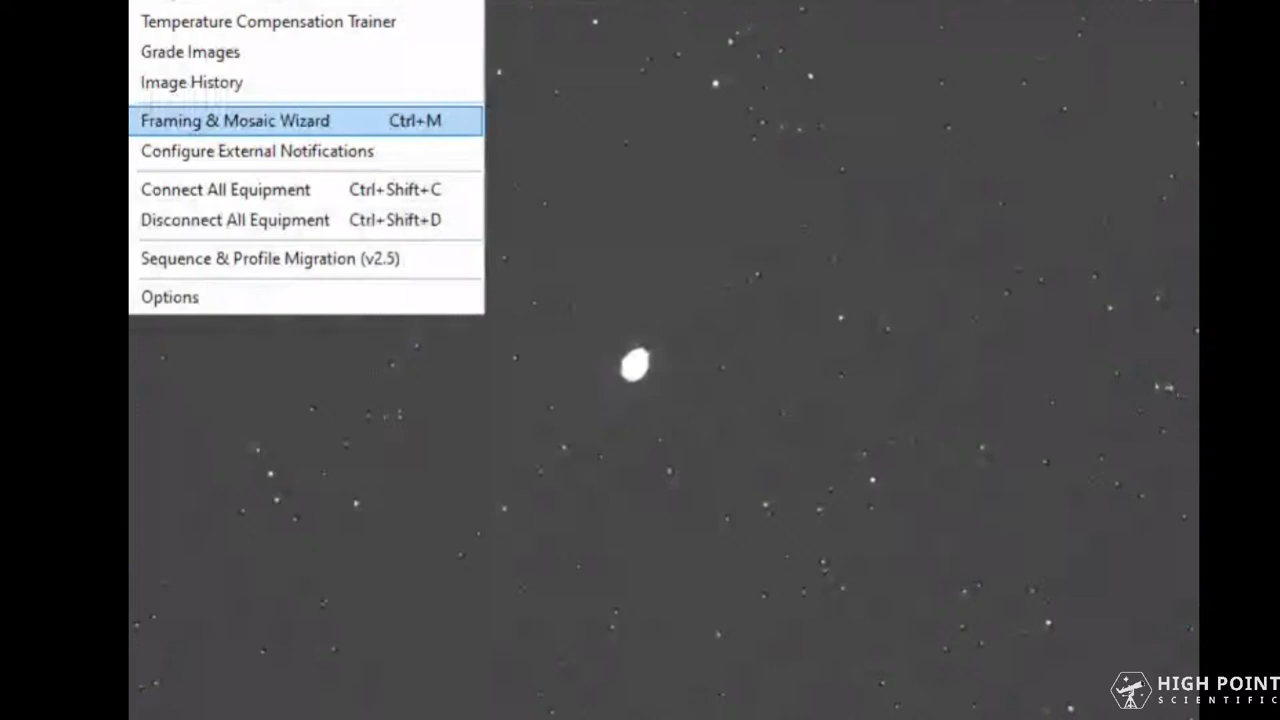 Temperature Compensation Trainer
Grade Images
Image History
Framing & Mosaic Wizard Ctrl+M
Configure External Notifications
Connect All Equipment Ctrl+Shift+C
Disconnect All Equipment Ctrl+Shift+D
Sequence & Profile Migration (v2.5)
Options
HIGH POINT
SCIENTIFIC